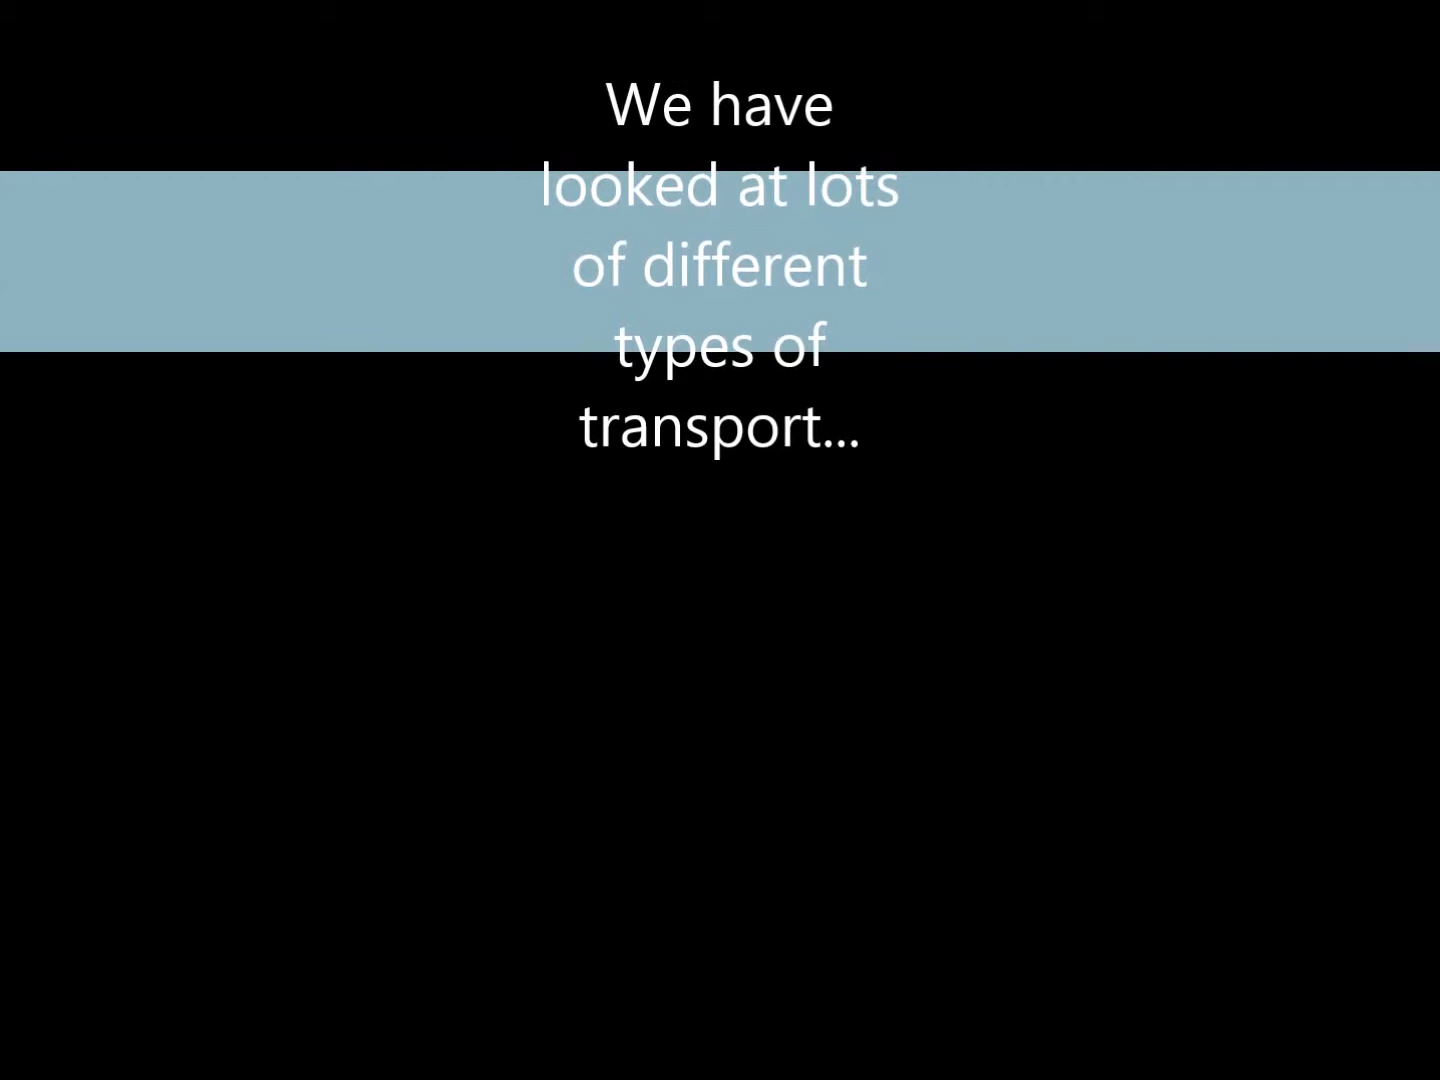 We have
looked at lots
of different
types of
transport...